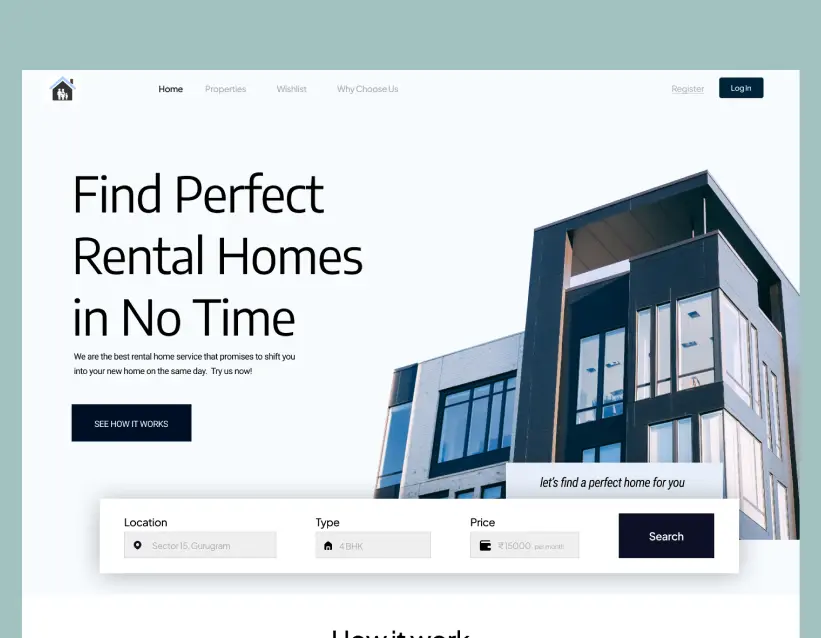 Home Properties Wishlist Why Choose Us Register Log In
Find Perfect
Rental Homes
in No Time
We are the best rental home service that promises to shift you
into your new home on the same day. Try us now!
SEE HOW IT WORKS
let's find a perfect home for you
Location Type Price
Sector 15, Gurugram 4 BHK ₹15000 per month
Search
How it work